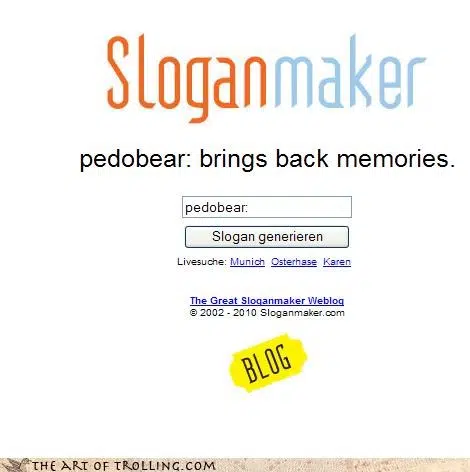 Sloganmaker
pedobear: brings back memories.
pedobear:
Slogan generieren
Livesuche: Munich Osterhase Karen
The Great Sloganmaker Weblog
© 2002 - 2010 Sloganmaker.com
BLOG
THE ART OF TROLLING.COM